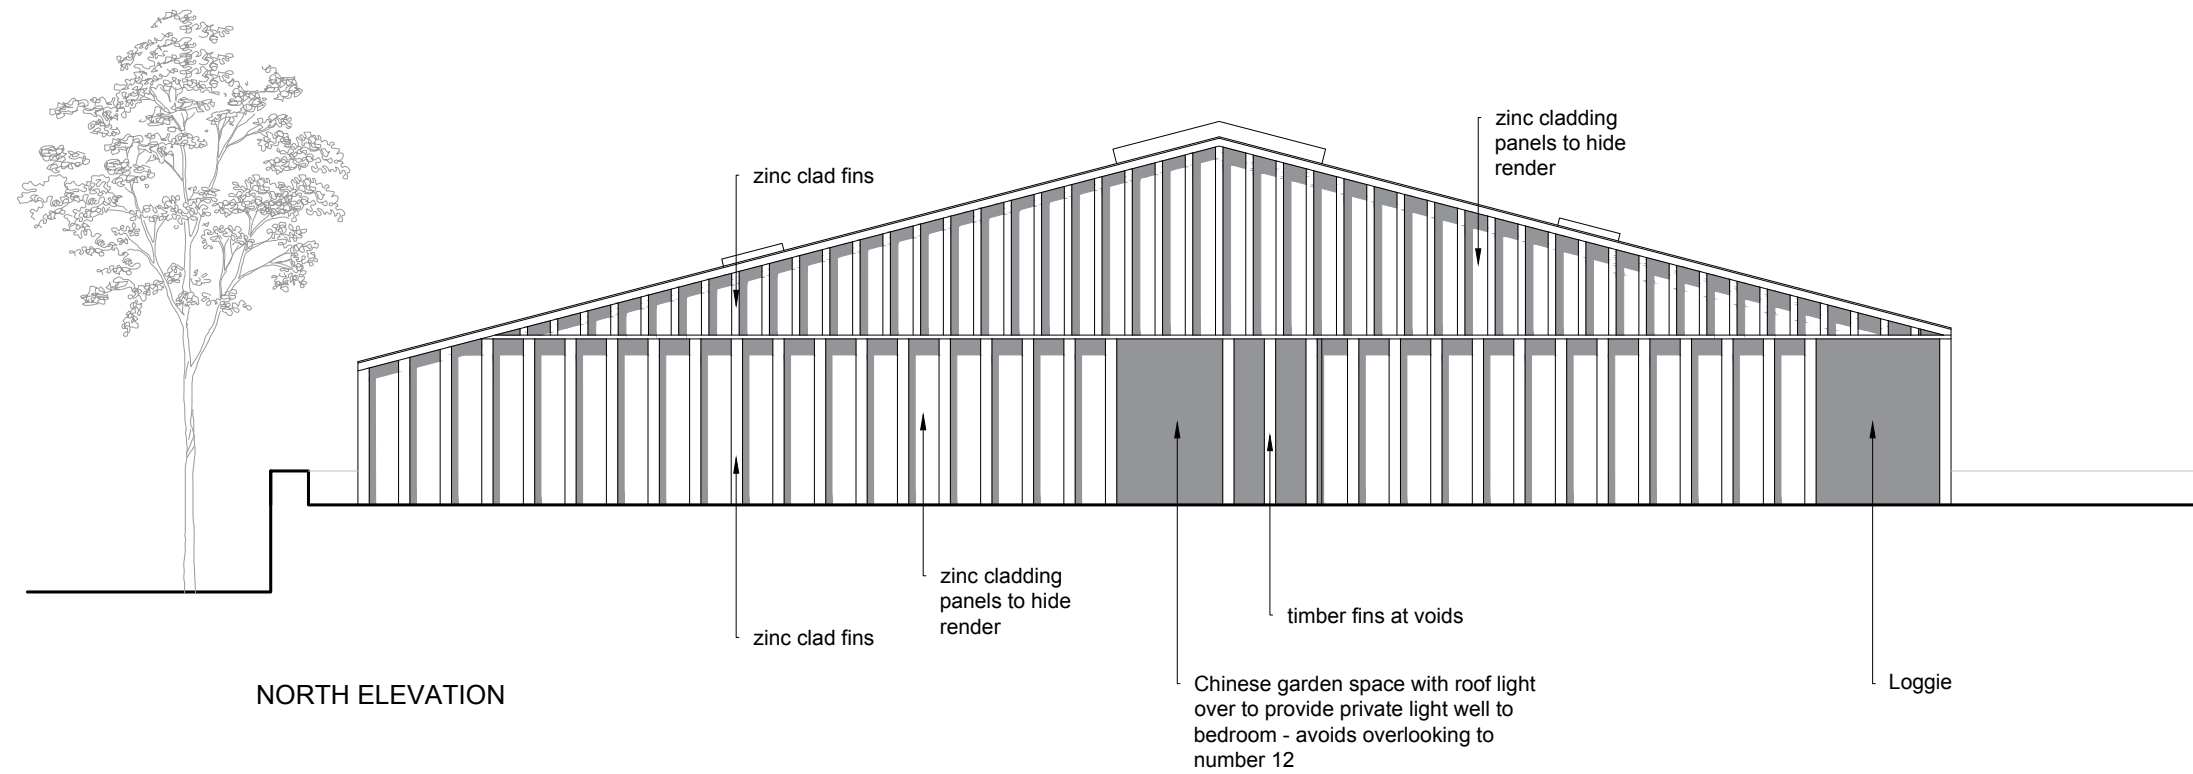 zinc cladding
panels to hide
render
zinc clad fins
zinc cladding
panels to hide
render
timber fins at voids
zinc clad fins
Chinese garden space with roof light
over to provide private light well to
bedroom - avoids overlooking to
number 12
Loggie
NORTH ELEVATION